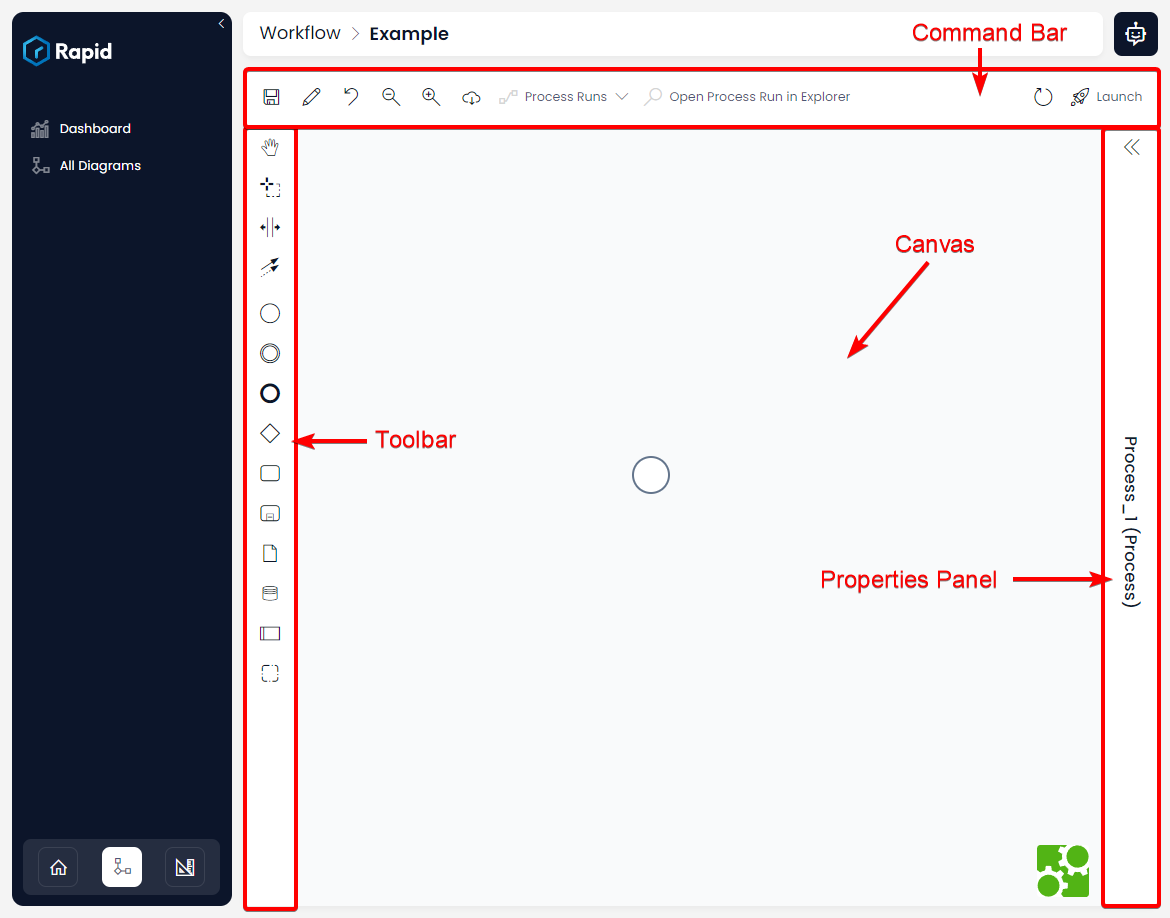 Rapid
Dashboard
All Diagrams
Workflow > Example
Command Bar
Process Runs
Open Process Run in Explorer
Launch
Canvas
Toolbar
Properties Panel
Process_1 (Process)